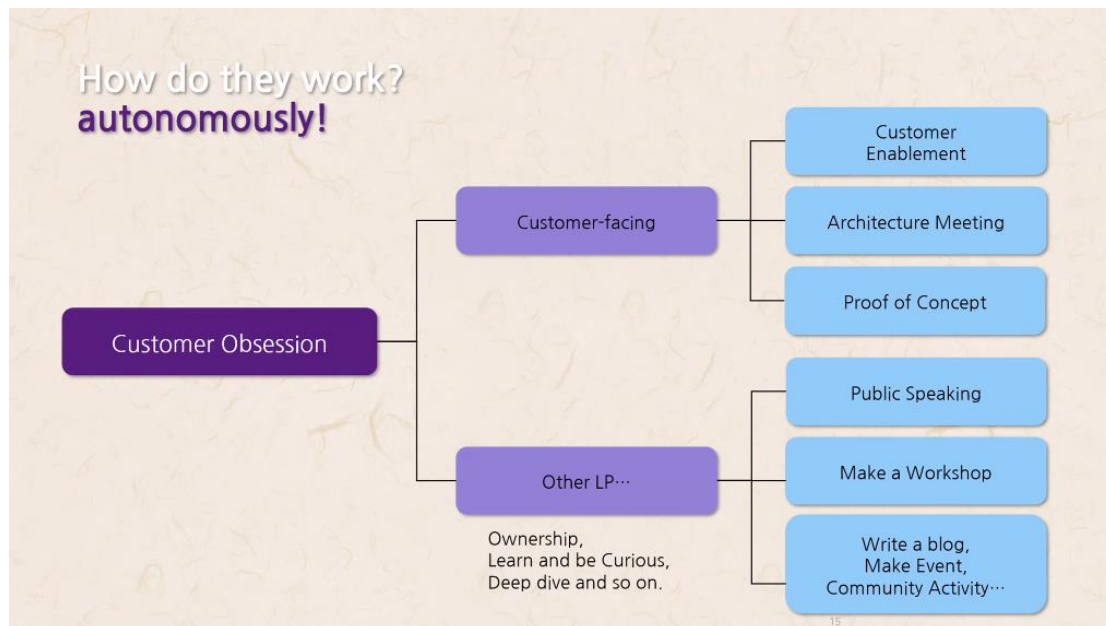 How do they work?
autonomously!
Customer Obsession
Customer-facing
Customer
Enablement
Architecture Meeting
Proof of Concept
Other LP…
Ownership,
Learn and be Curious,
Deep dive and so on.
Public Speaking
Make a Workshop
Write a blog,
Make Event,
Community Activity…
15